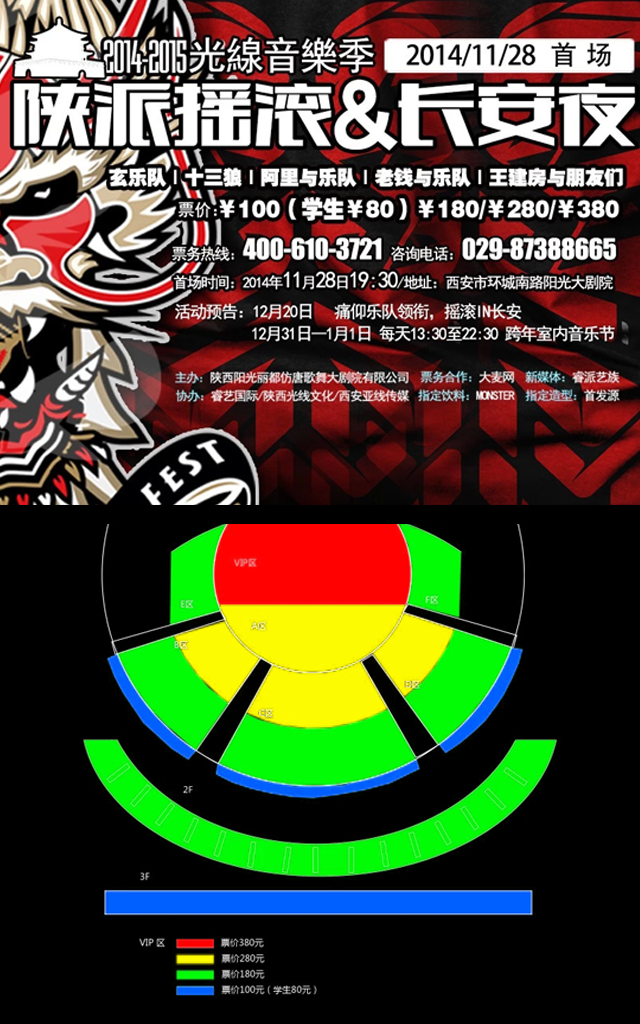 2014-2015光線音樂季 2014/11/28 首 场
陕派摇滚&长安夜
玄乐队 | 十三狼 | 阿里与乐队 | 老钱与乐队 | 王建房与朋友们
票价:￥100(学生￥80)￥180/￥280/￥380
票务热线: 400-610-3721 咨询电话: 029-87388665
首场时间: 2014年11月28日19:30/地址: 西安市环城南路阳光大剧院
活动预告: 12月20日 痛仰乐队领衔, 摇滚IN长安
12月31日—1月1日 每天13:30至22:30 跨年室内音乐节
主办: 陕西阳光丽都仿唐歌舞大剧院有限公司 票务合作: 大麦网 新媒体: 睿派艺族
协办: 睿艺国际/陕西光线文化/西安亚线传媒 指定饮料: MONSTER 指定造型: 首发源
FEST
VIP区
E区
F区
A区
B区
D区
C区
2F
3F
VIP 区
票价380元
票价280元
票价180元
票价100元(学生80元)